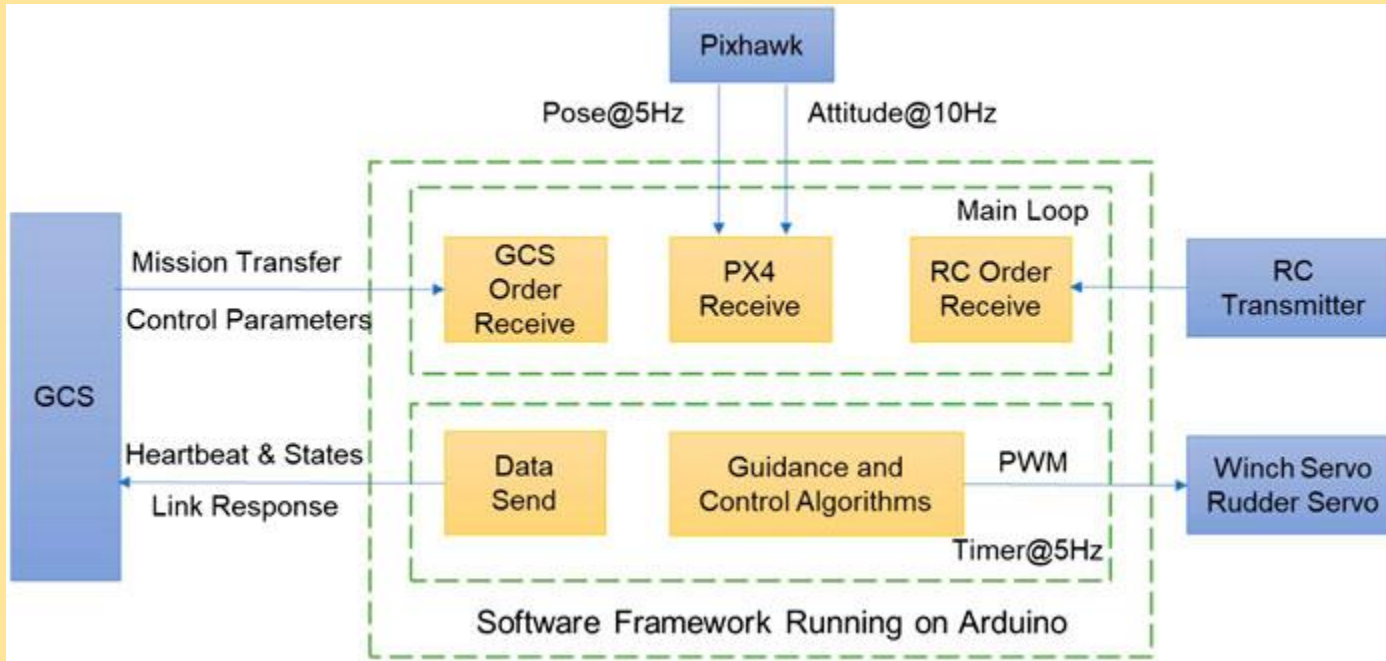 Pixhawk
Pose@5Hz
Attitude@10Hz
Main Loop
GCS
Mission Transfer
Control Parameters
GCS
Order
Receive
PX4
Receive
RC Order
Receive
RC
Transmitter
Heartbeat & States
Link Response
Data
Send
Guidance and
Control Algorithms
PWM
Timer@5Hz
Winch Servo
Rudder Servo
Software Framework Running on Arduino